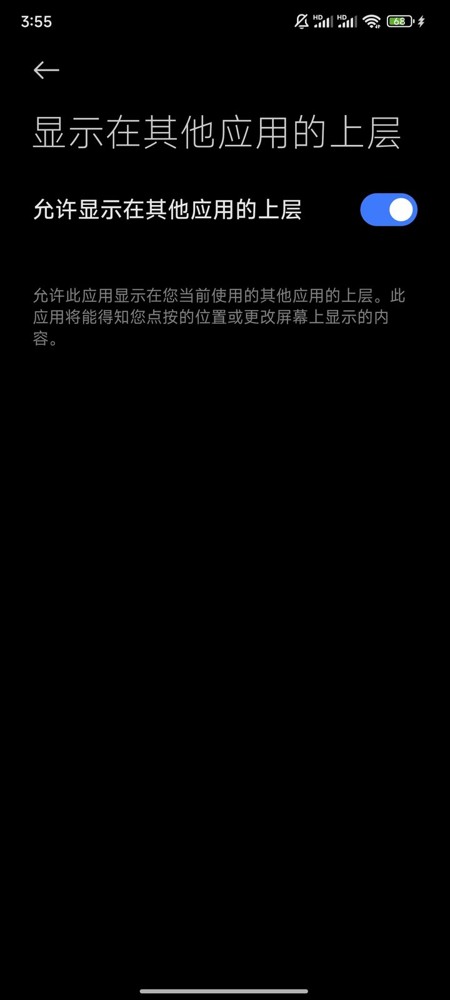 3:55
HD HD 68
显示在其他应用的上层
允许显示在其他应用的上层
允许此应用显示在您当前使用的其他应用的上层。此
应用将能得知您点按的位置或更改屏幕上显示的内
容。